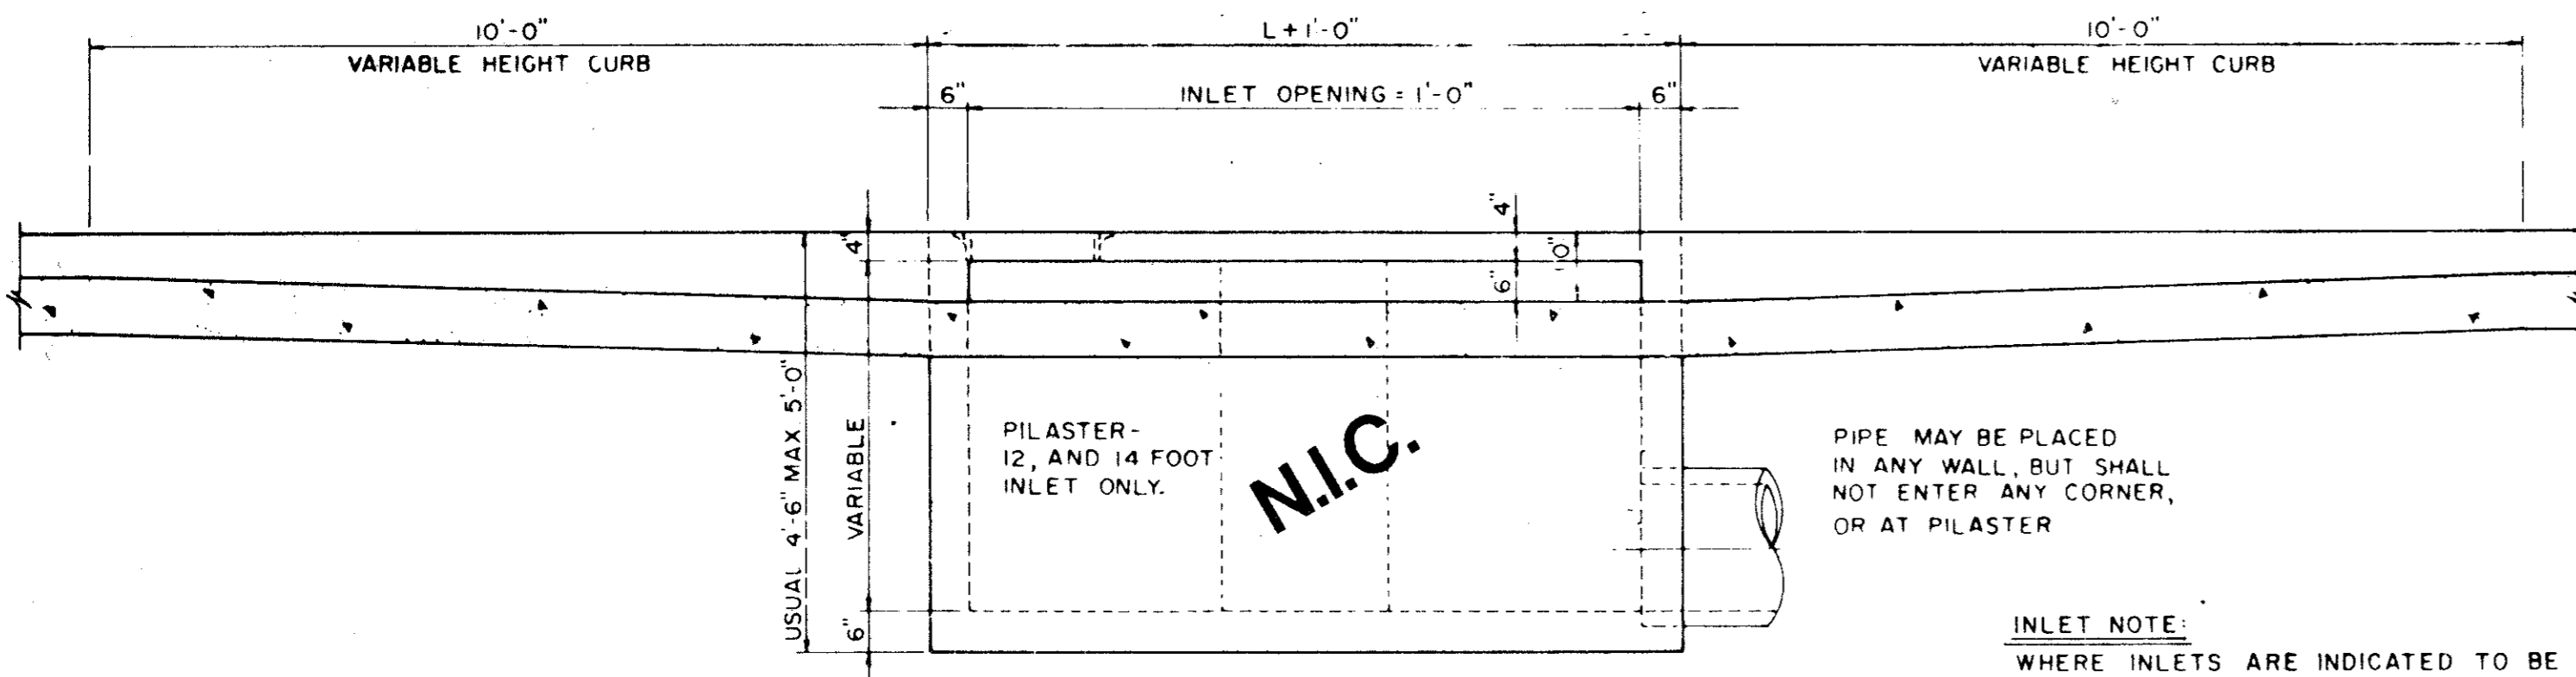 10'-0" L+1'-0" 10'-0"
VARIABLE HEIGHT CURB VARIABLE HEIGHT CURB
6" INLET OPENING = 1'-0" 6"
4" 4"
10"
6"
USUAL 4'-6" MAX 5'-0"
VARIABLE
6"
PILASTER-
12, AND 14 FOOT
INLET ONLY.
N.I.C.
PIPE MAY BE PLACED
IN ANY WALL, BUT SHALL
NOT ENTER ANY CORNER,
OR AT PILASTER
INLET NOTE:
WHERE INLETS ARE INDICATED TO BE